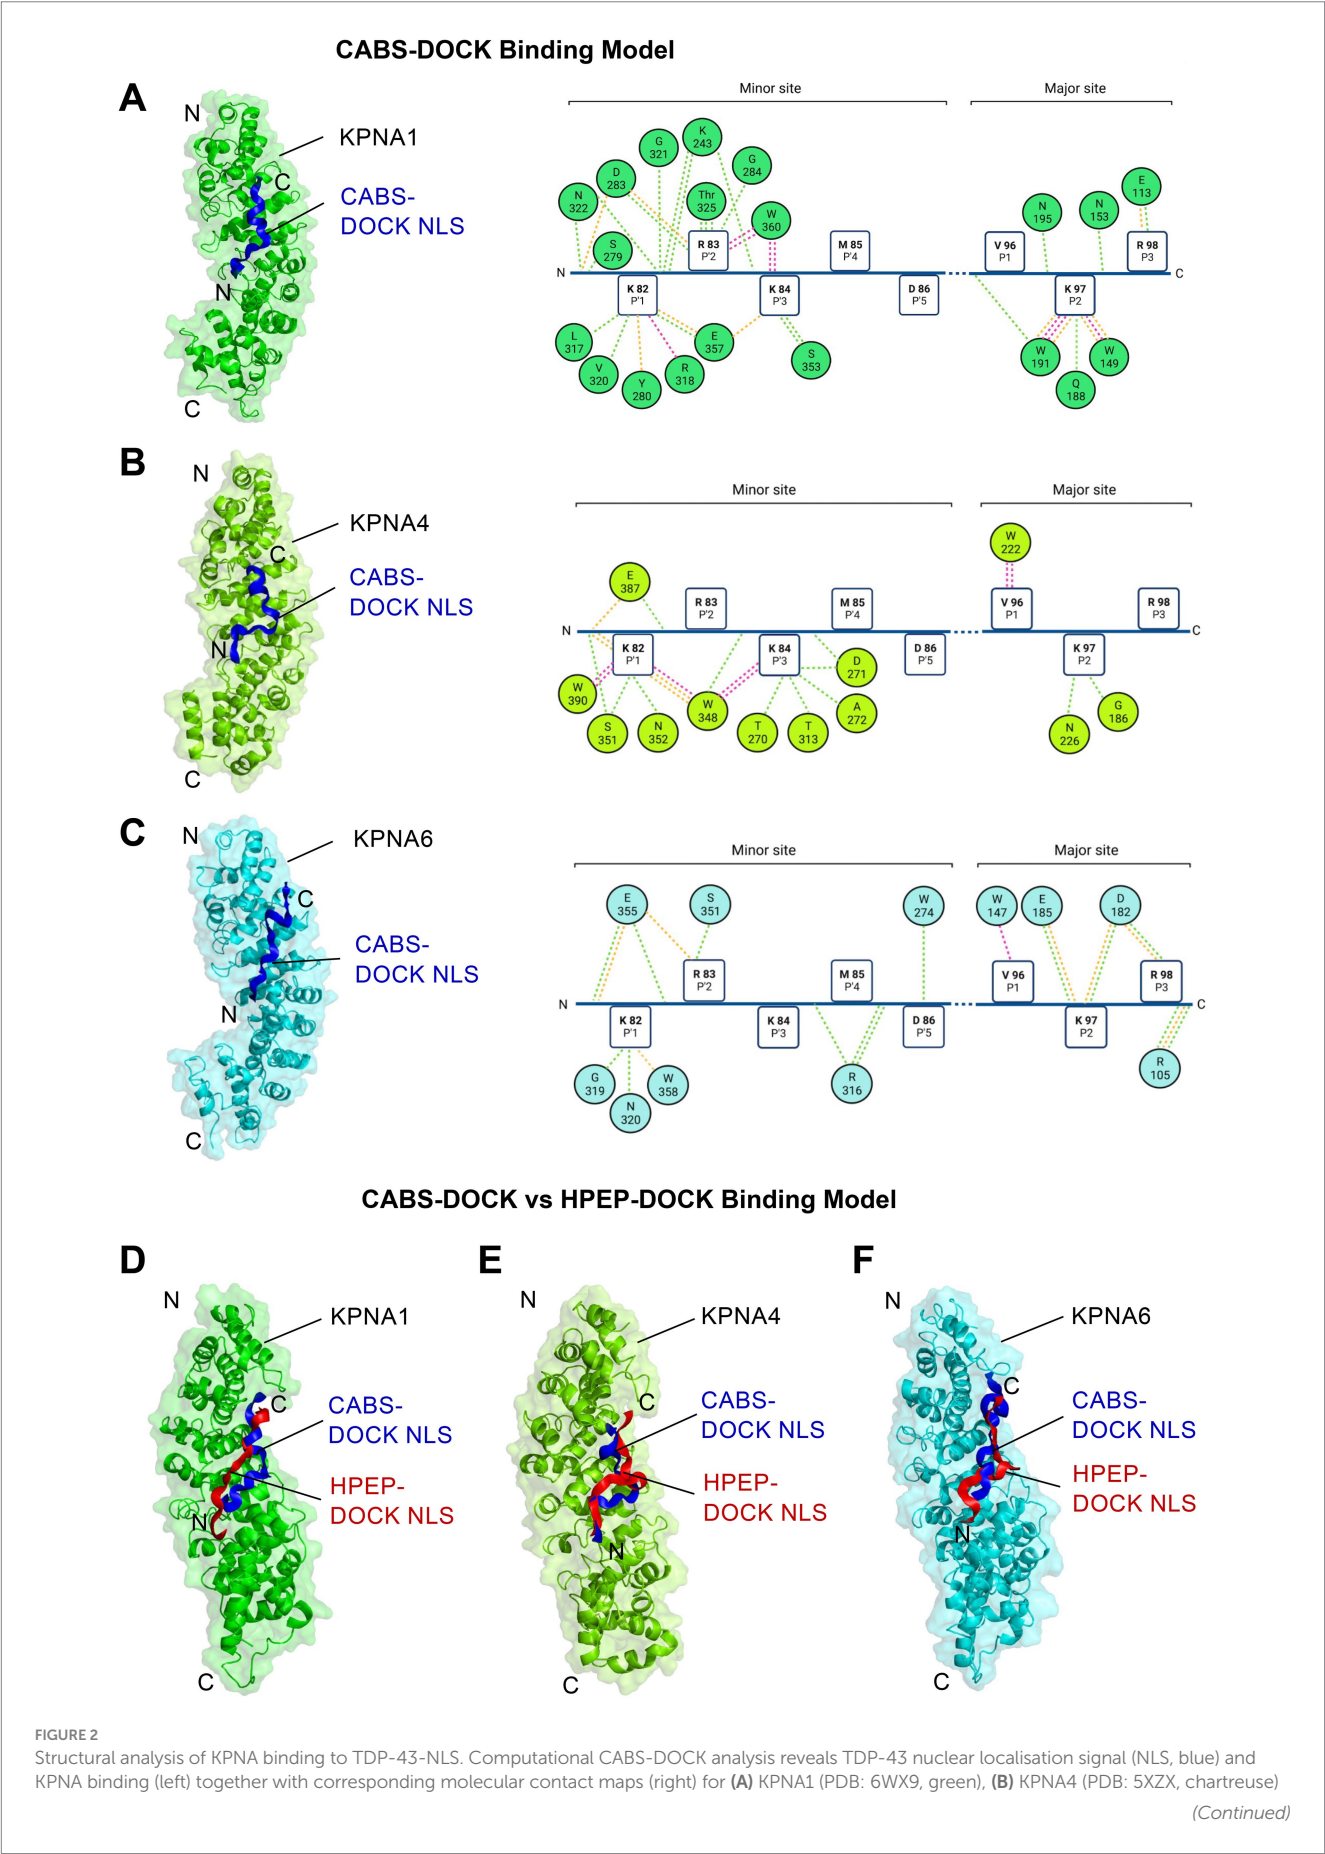 CABS-DOCK Binding Model
A
N
KPNA1
C
CABS-
DOCK NLS
N
C
Minor site
Major site
K
243
G
321
G
284
D
283
E
113
N
322
Thr
325
W
360
N
195
N
153
S
279
R 83
P'2
M 85
P'4
V 96
P1
R 98
P3
N
C
K 82
P'1
K 84
P'3
D 86
P'5
K 97
P2
L
317
E
357
S
353
W
191
W
149
V
320
R
318
Y
280
Q
188
B
N
KPNA4
C
CABS-
DOCK NLS
N
C
Minor site
Major site
W
222
E
387
R 83
P'2
M 85
P'4
V 96
P1
R 98
P3
N
C
K 82
P'1
K 84
P'3
D 86
P'5
K 97
P2
D
271
W
390
W
348
A
272
G
186
S
351
N
352
T
270
T
313
N
226
C
N
KPNA6
C
CABS-
DOCK NLS
N
C
Minor site
Major site
E
355
S
351
W
274
W
147
E
185
D
182
R 83
P'2
M 85
P'4
V 96
P1
R 98
P3
N
C
K 82
P'1
K 84
P'3
D 86
P'5
K 97
P2
G
319
W
358
R
316
R
105
N
320
CABS-DOCK vs HPEP-DOCK Binding Model
D
N
KPNA1
C
CABS-
DOCK NLS
HPEP-
DOCK NLS
N
C
E
N
KPNA4
C
CABS-
DOCK NLS
HPEP-
DOCK NLS
N
C
F
N
KPNA6
C
CABS-
DOCK NLS
HPEP-
DOCK NLS
N
C
FIGURE 2
Structural analysis of KPNA binding to TDP-43-NLS. Computational CABS-DOCK analysis reveals TDP-43 nuclear localisation signal (NLS, blue) and
KPNA binding (left) together with corresponding molecular contact maps (right) for (A) KPNA1 (PDB: 6WX9, green), (B) KPNA4 (PDB: 5XZX, chartreuse)
(Continued)